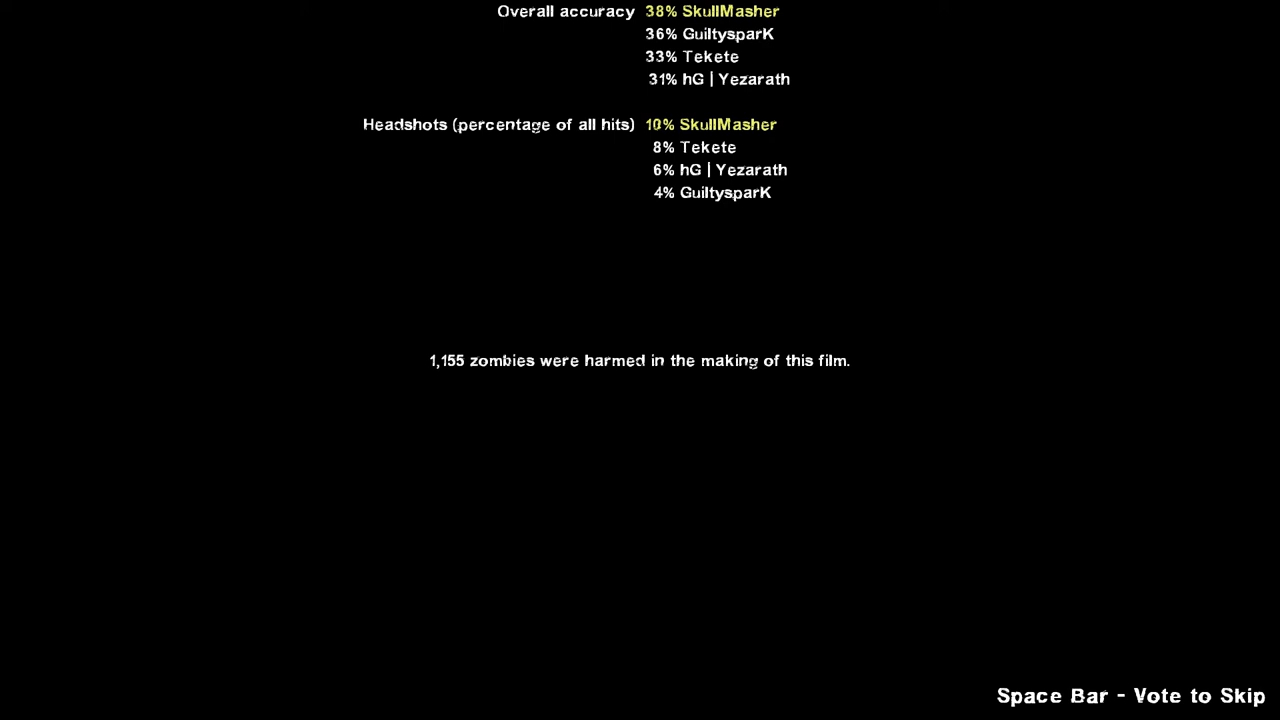 Overall accuracy 38% SkullMasher
36% GuiltysparK
33% Tekete
31% hG | Yezarath
Headshots (percentage of all hits) 10% SkullMasher
8% Tekete
6% hG | Yezarath
4% GuiltysparK
1,155 zombies were harmed in the making of this film.
Space Bar - Vote to Skip